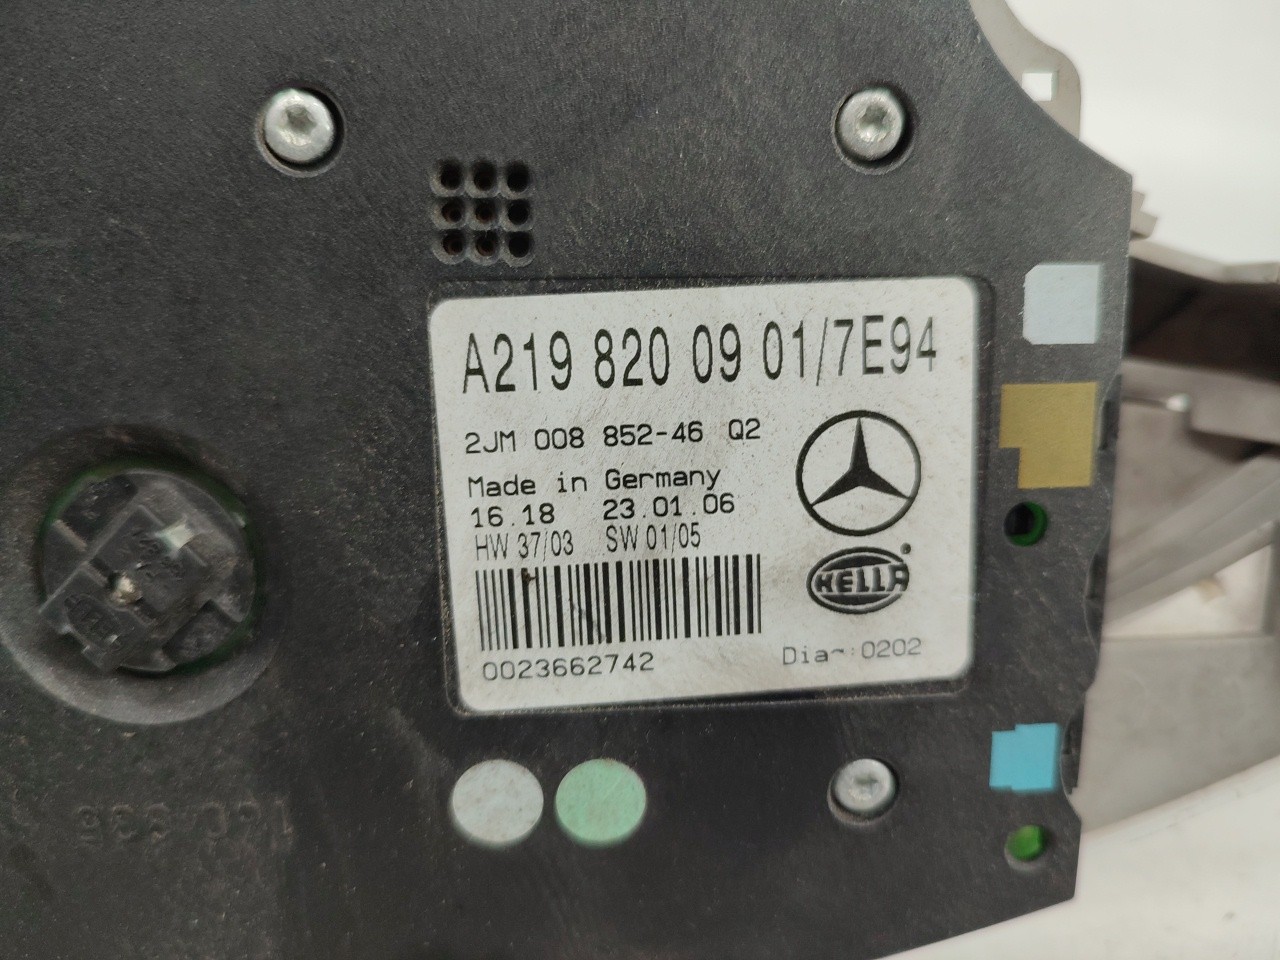 A219 820 09 01/7E94
2JM 008 852-46 Q2
Made in Germany
16.18 23.01.06
HW 37/03 SW 01/05
HELLA ®
0023662742
Dia~:0202